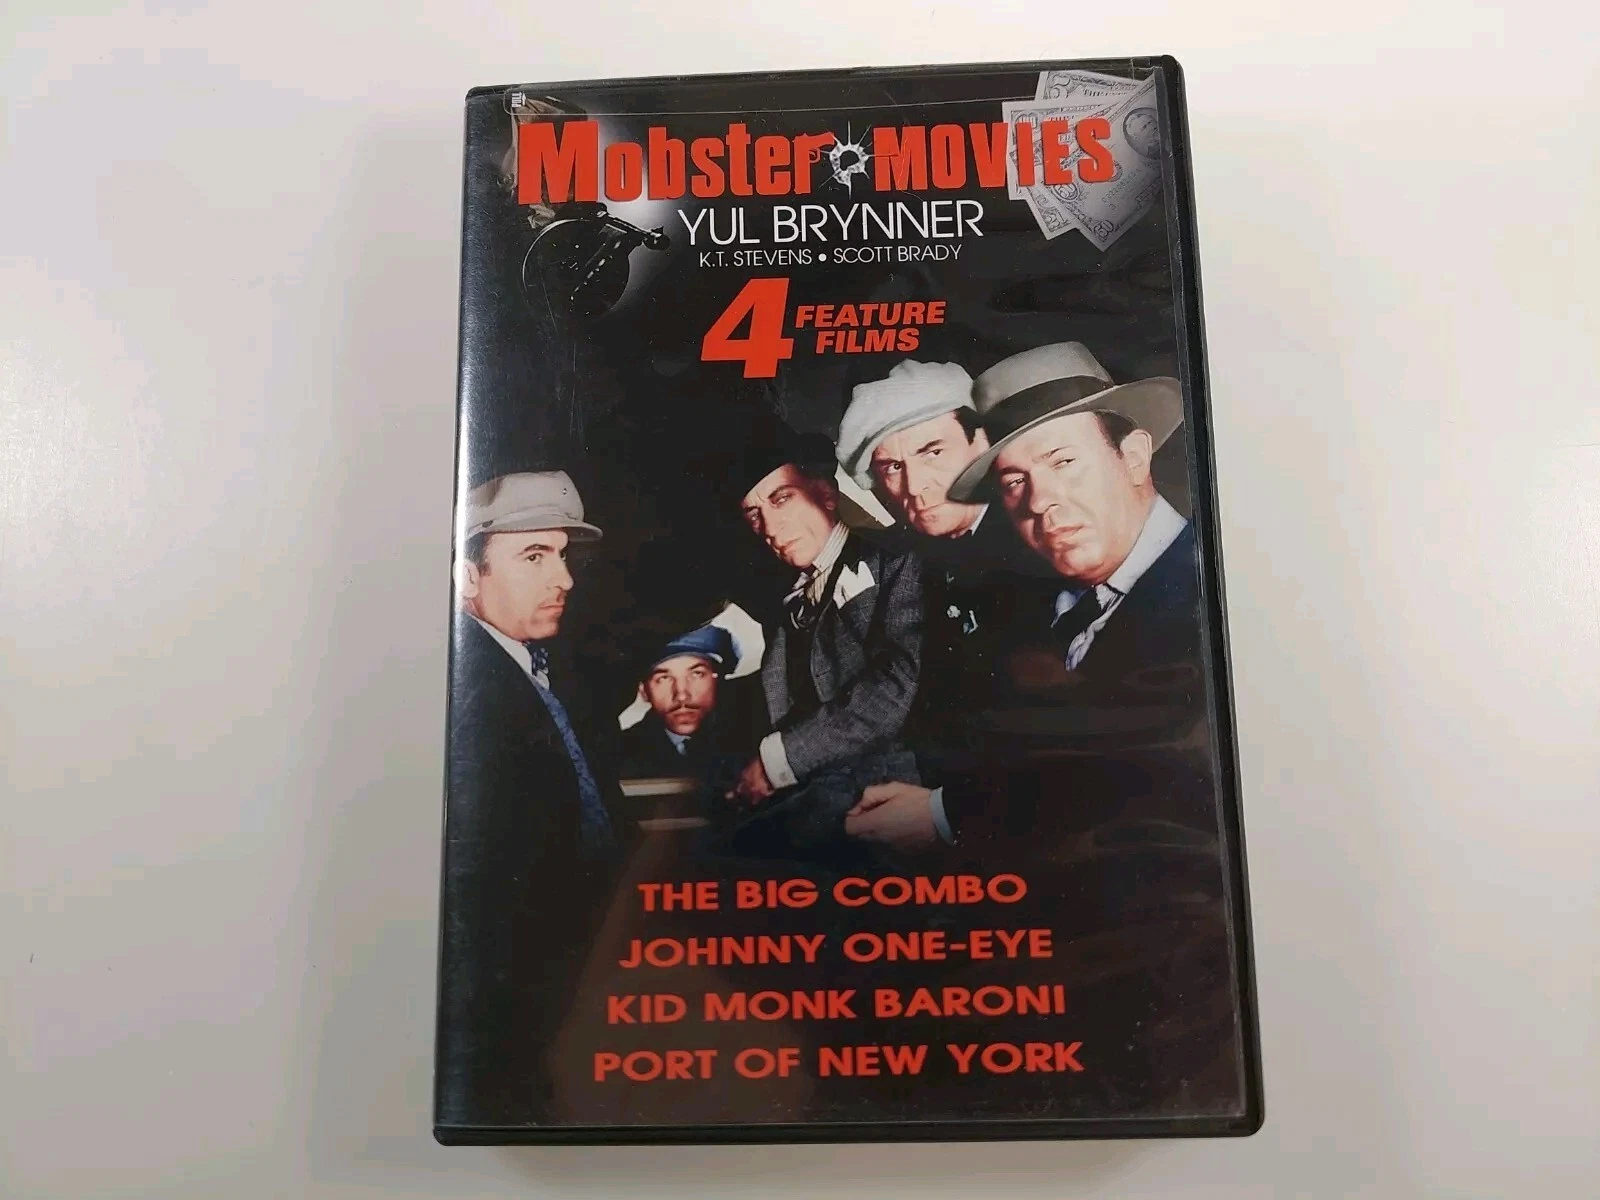 PULL
Mobster MOVIES
YUL BRYNNER
K.T. STEVENS • SCOTT BRADY
4 FEATURE
FILMS
THE BIG COMBO
JOHNNY ONE-EYE
KID MONK BARONI
PORT OF NEW YORK